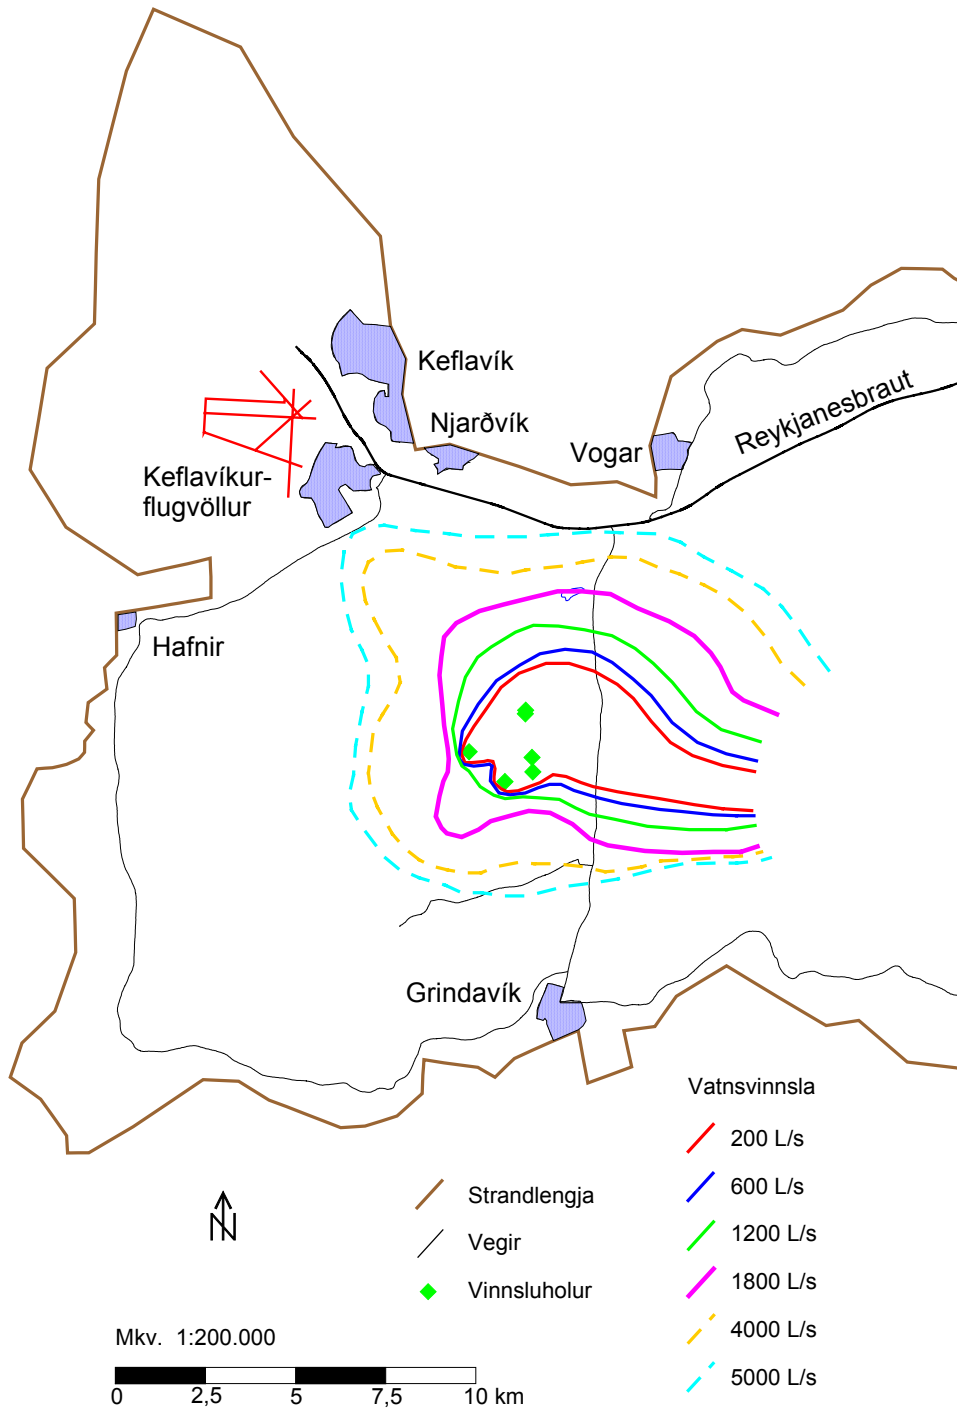 Keflavík
Njarðvík
Vogar
Reykjanesbraut
Keflavíkur-
flugvöllur
Hafnir
Grindavík
Vatnsvinnsla
200 L/s
600 L/s
1200 L/s
1800 L/s
4000 L/s
5000 L/s
Strandlengja
Vegir
Vinnsluholur
N
Mkv. 1:200.000
0 2,5 5 7,5 10 km